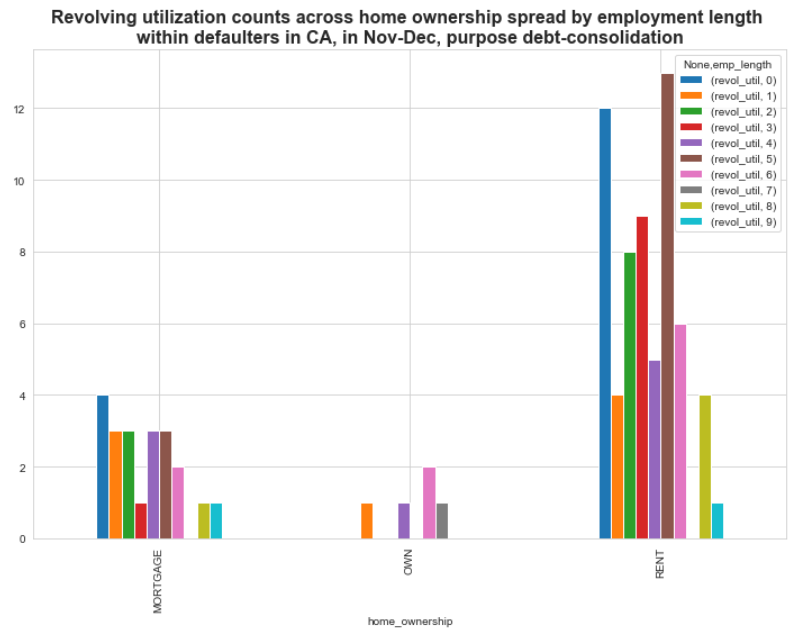 Revolving utilization counts across home ownership spread by employment length
within defaulters in CA, in Nov-Dec, purpose debt-consolidation
None,emp_length
(revol_util, 0)
(revol_util, 1)
(revol_util, 2)
(revol_util, 3)
(revol_util, 4)
(revol_util, 5)
(revol_util, 6)
(revol_util, 7)
(revol_util, 8)
(revol_util, 9)
12
10
8
6
4
2
0
MORTGAGE
OWN
RENT
home_ownership